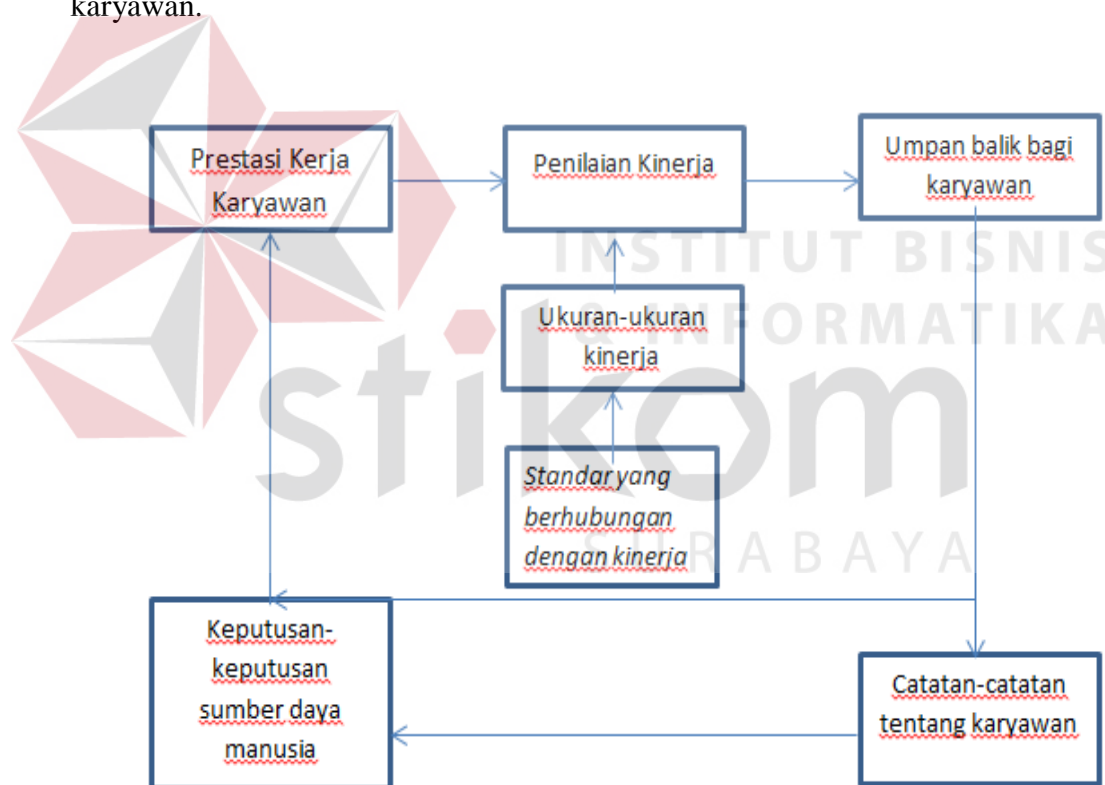 karyawan.
Prestasi Kerja
Karyawan
Penilaian Kinerja
Umpan balik bagi
karyawan
INSTITUT BISNIS
& INFORMATIKA
stikom
SURABAYA
Ukuran-ukuran
kinerja
Standar yang
berhubungan
dengan kinerja
Keputusan-
keputusan
sumber daya
manusia
Catatan-catatan
tentang karyawan